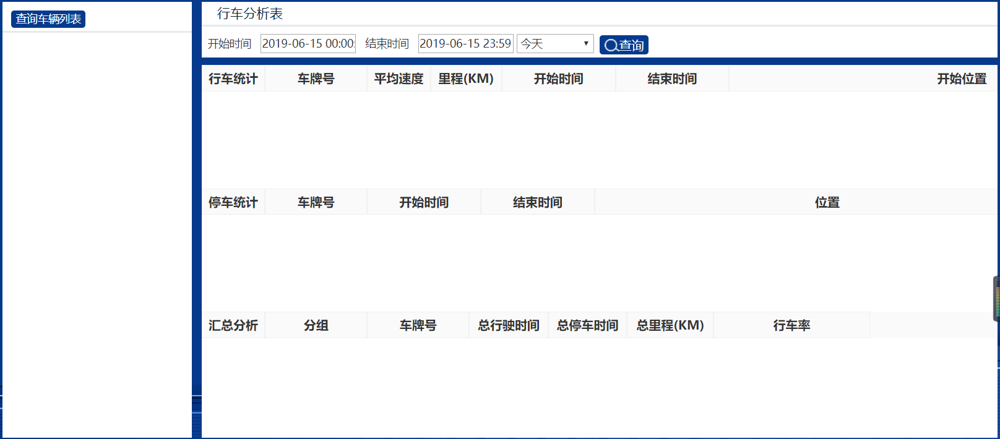 查询车辆列表
行车分析表
开始时间 2019-06-15 00:00: 结束时间 2019-06-15 23:59 今天 查询
行车统计 车牌号 平均速度 里程(KM) 开始时间 结束时间 开始位置
停车统计 车牌号 开始时间 结束时间 位置
汇总分析 分组 车牌号 总行驶时间 总停车时间 总里程(KM) 行车率